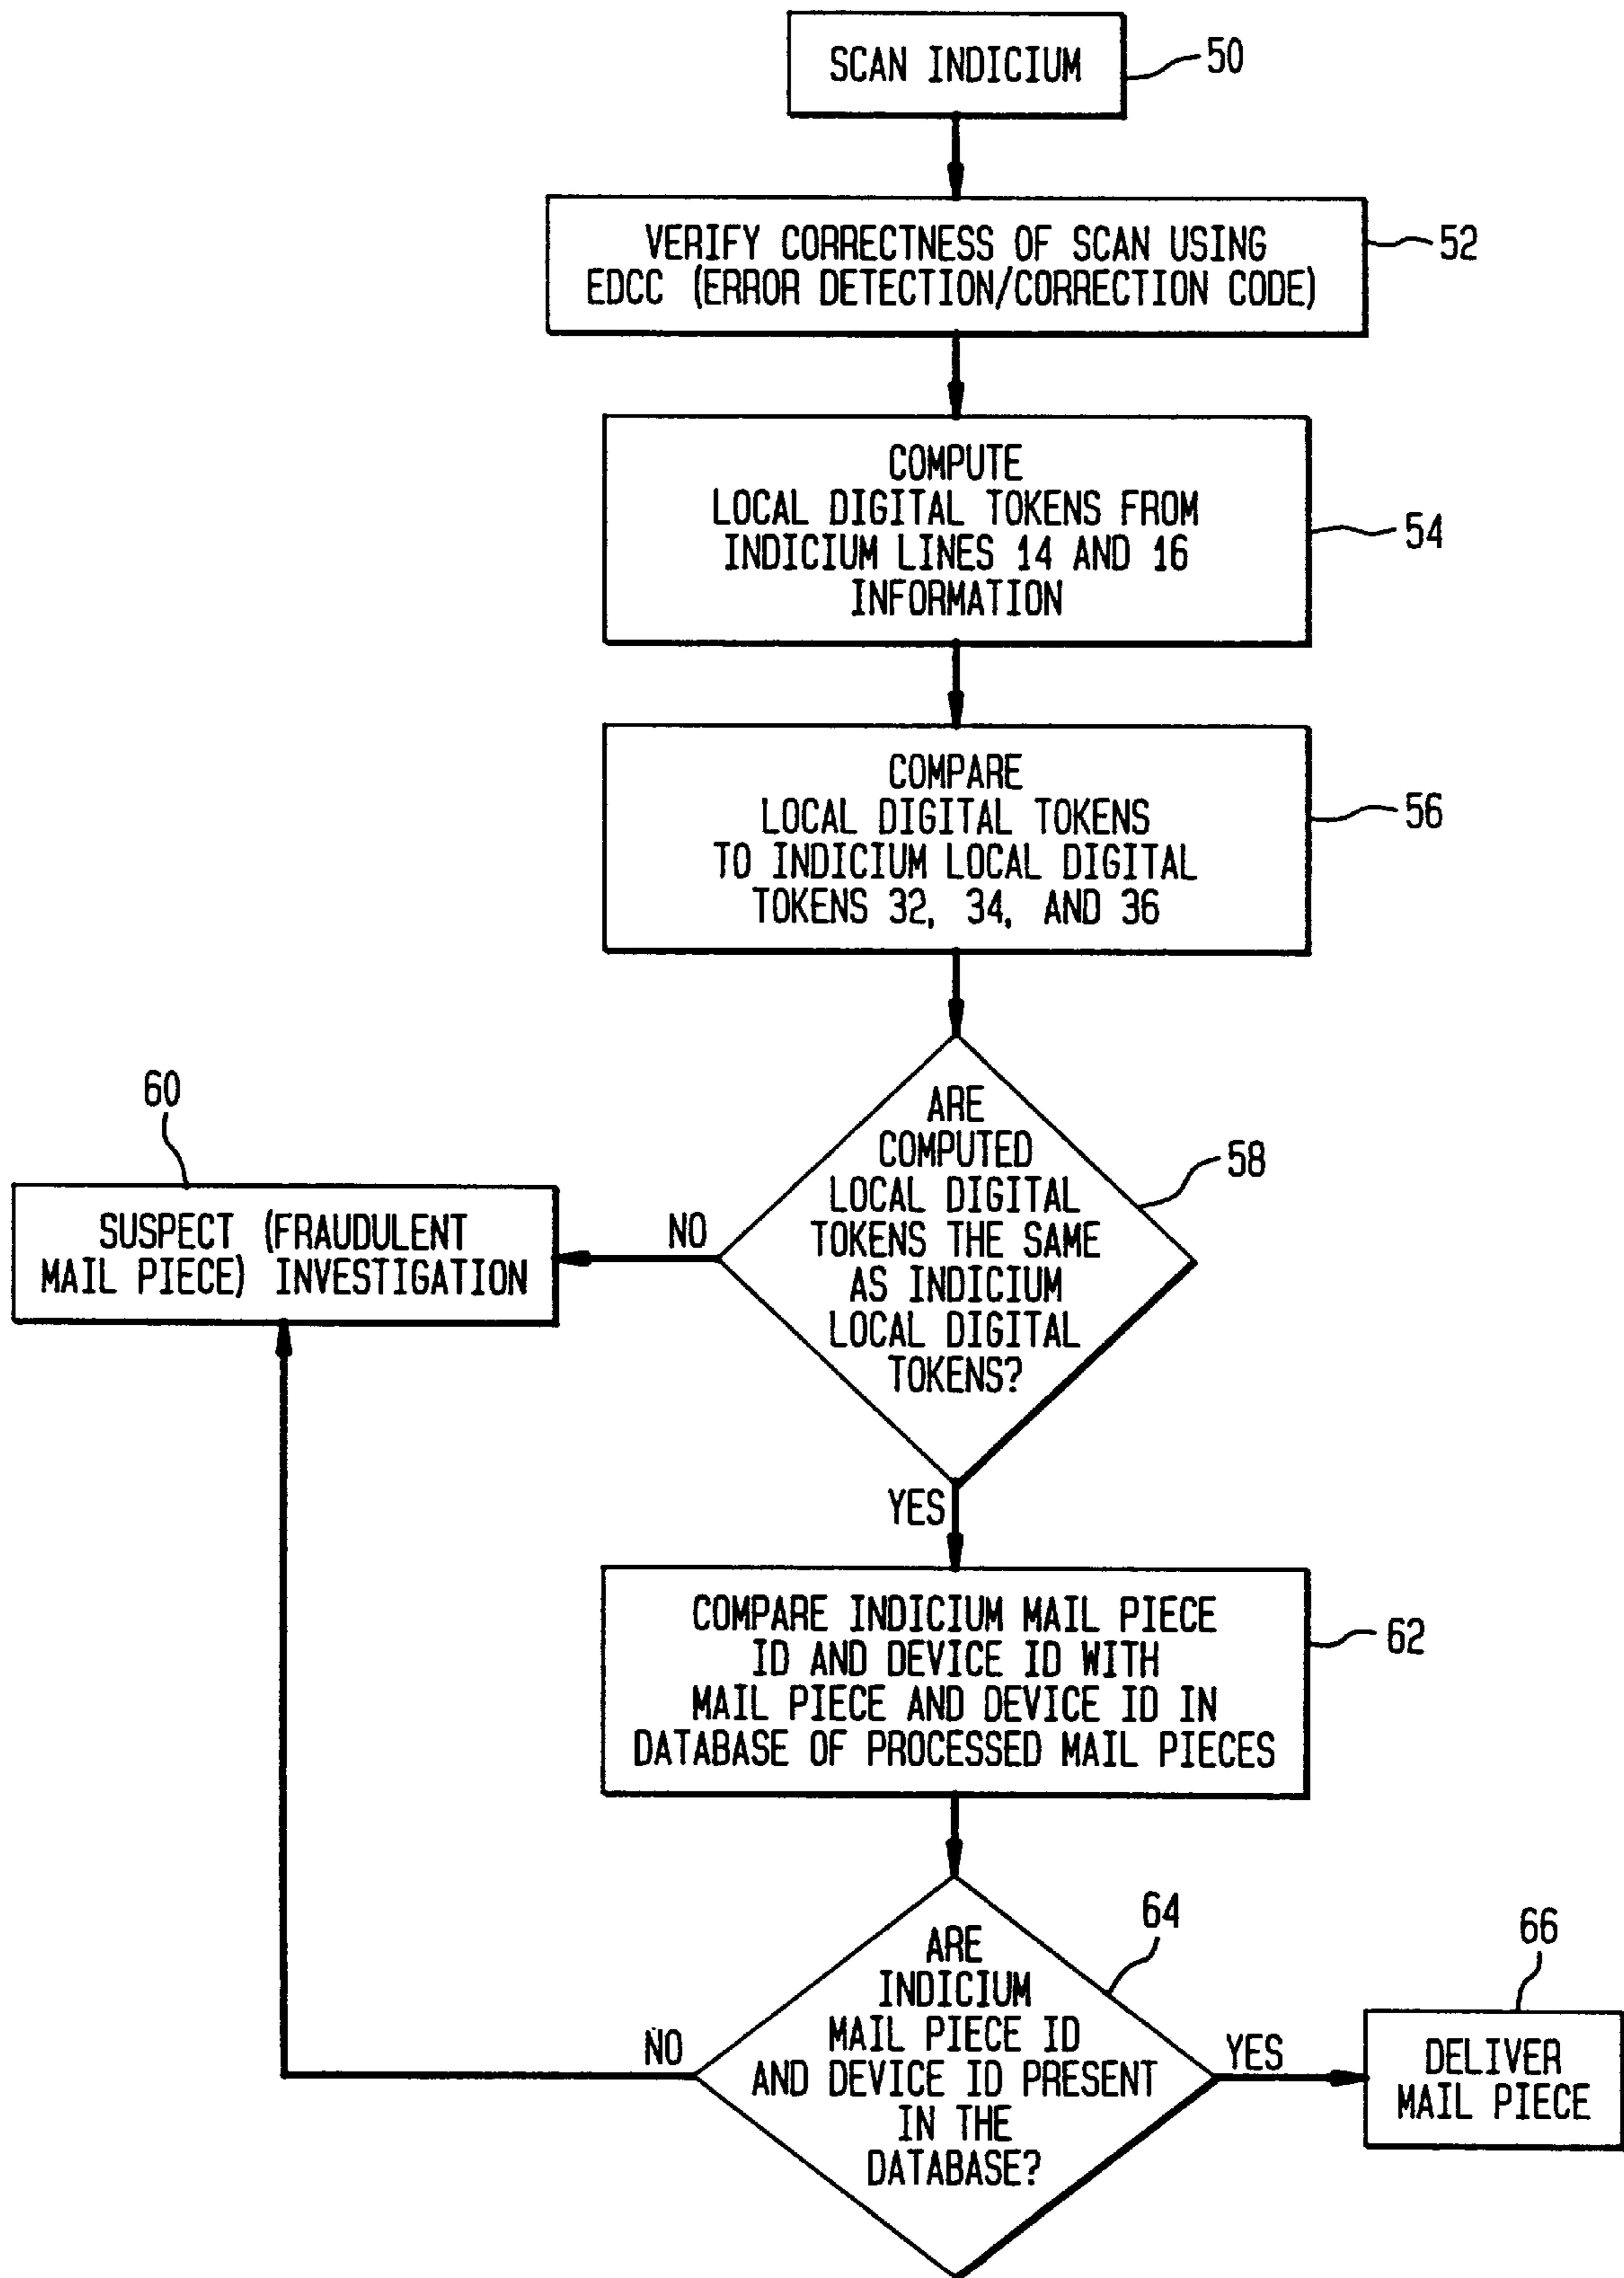 SCAN INDICIUM
50
VERIFY CORRECTNESS OF SCAN USING
EDCC (ERROR DETECTION/CORRECTION CODE)
52
COMPUTE
LOCAL DIGITAL TOKENS FROM
INDICIUM LINES 14 AND 16
INFORMATION
54
COMPARE
LOCAL DIGITAL TOKENS
TO INDICIUM LOCAL DIGITAL
TOKENS 32, 34, AND 36
56
ARE
COMPUTED
LOCAL DIGITAL
TOKENS THE SAME
AS INDICIUM
LOCAL DIGITAL
TOKENS?
58
NO
60
SUSPECT (FRAUDULENT
MAIL PIECE) INVESTIGATION
YES
COMPARE INDICIUM MAIL PIECE
ID AND DEVICE ID WITH
MAIL PIECE AND DEVICE ID IN
DATABASE OF PROCESSED MAIL PIECES
62
ARE
INDICIUM
MAIL PIECE ID
AND DEVICE ID PRESENT
IN THE
DATABASE?
64
NO
YES
66
DELIVER
MAIL PIECE